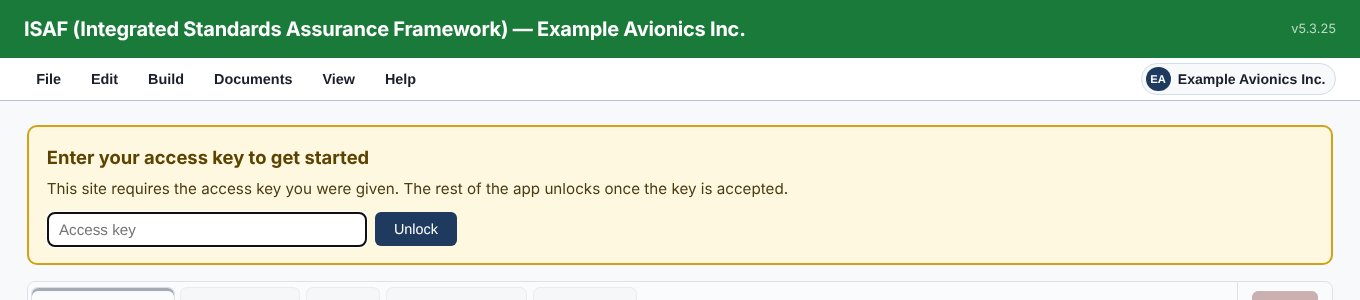 ISAF (Integrated Standards Assurance Framework) — Example Avionics Inc.
v5.3.25
File Edit Build Documents View Help
EA Example Avionics Inc.
Enter your access key to get started
This site requires the access key you were given. The rest of the app unlocks once the key is accepted.
Access key
Unlock